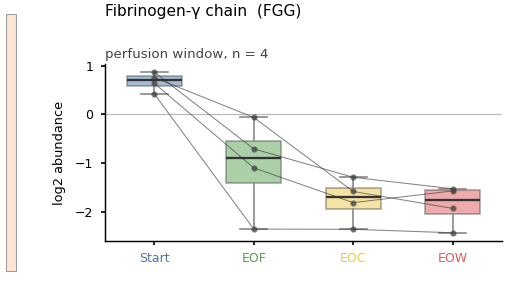 Fibrinogen-γ chain  (FGG)
perfusion window, n = 4
log2 abundance
1
0
−1
−2
Start EOF EOC EOW